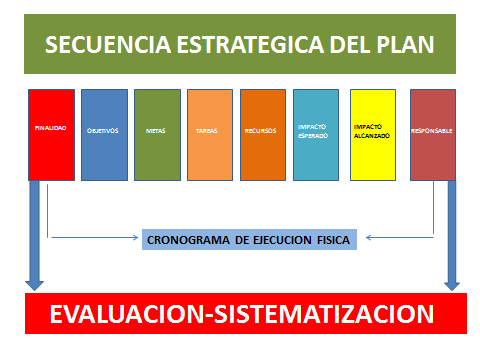 SECUENCIA ESTRATEGICA DEL PLAN
FINALIDAD
OBJETIVOS
METAS
TAREAS
RECURSOS
IMPACTO
ESPERADO
IMPACTO
ALCANZADO
RESPONSABLE
CRONOGRAMA DE EJECUCION FISICA
EVALUACION-SISTEMATIZACION